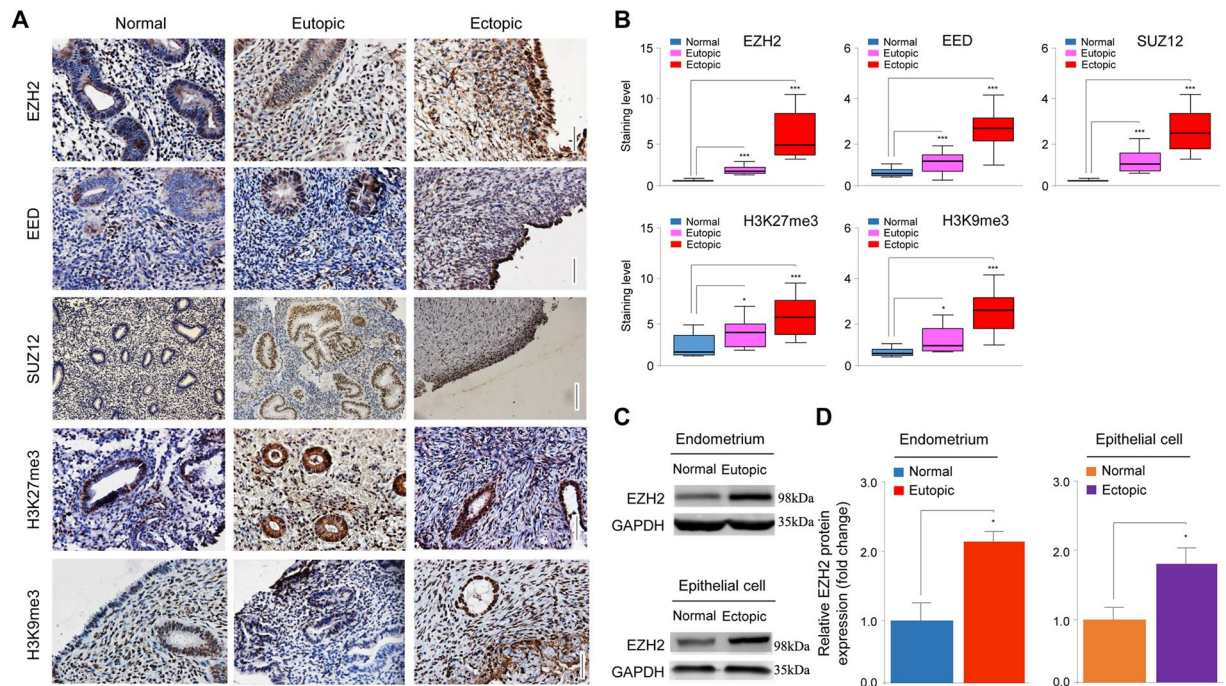 A
Normal Eutopic Ectopic
EZH2
EED
SUZ12
H3K27me3
H3K9me3
B
EZH2
Normal
Eutopic
Ectopic
Staining level
15
10
5
0
***
***
EED
Normal
Eutopic
Ectopic
6
4
2
0
***
***
SUZ12
Normal
Eutopic
Ectopic
6
4
2
0
***
***
H3K27me3
Normal
Eutopic
Ectopic
Staining level
15
10
5
0
*
***
H3K9me3
Normal
Eutopic
Ectopic
6
4
2
0
*
***
C
Endometrium
Normal Eutopic
EZH2 98kDa
GAPDH 35kDa
Epithelial cell
Normal Ectopic
EZH2 98kDa
GAPDH 35kDa
D
Relative EZH2 protein
expression (fold change)
Endometrium
Normal
Eutopic
3.0
2.0
1.0
0.0
*
Epithelial cell
Normal
Ectopic
3.0
2.0
1.0
0.0
*